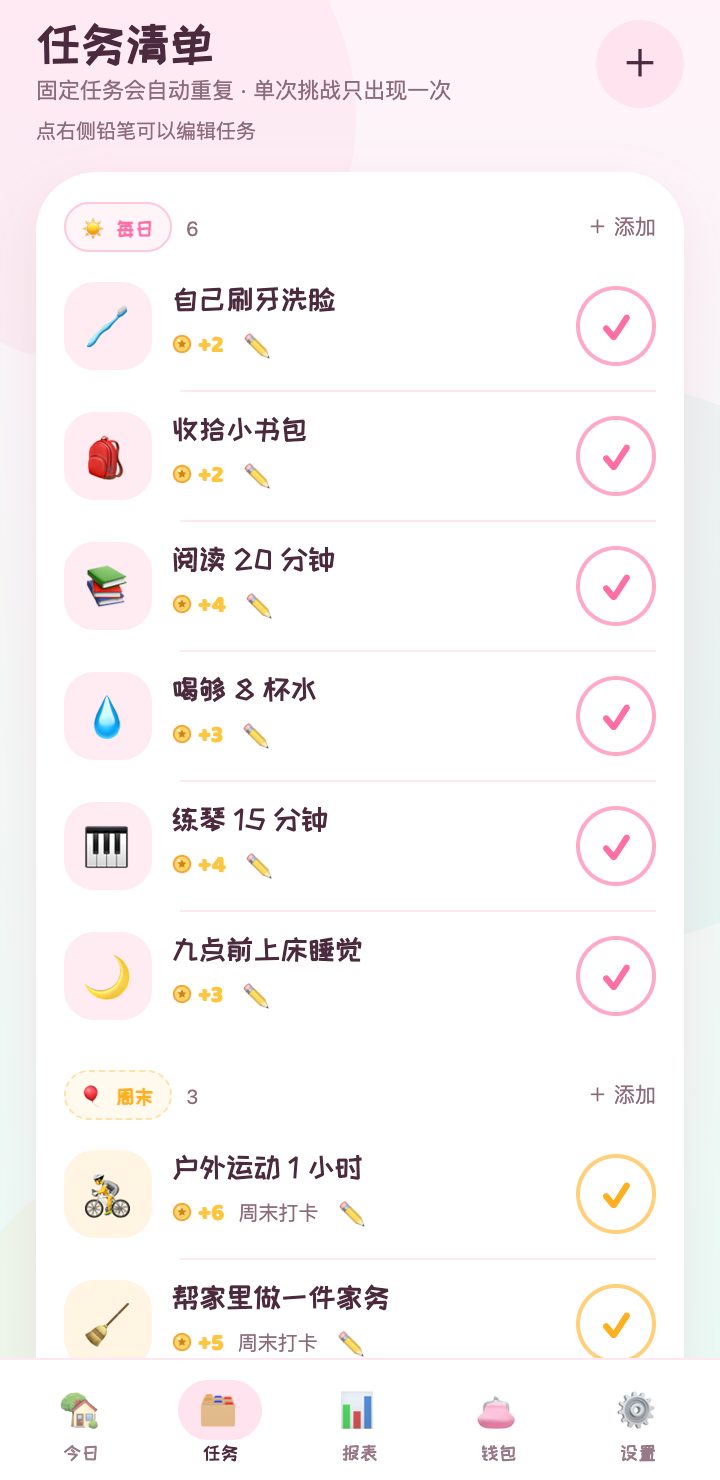 任务清单
固定任务会自动重复 · 单次挑战只出现一次
点右侧铅笔可以编辑任务
每日 6 + 添加
自己刷牙洗脸
+2
收拾小书包
+2
阅读 20 分钟
+4
喝够 8 杯水
+3
练琴 15 分钟
+4
九点前上床睡觉
+3
周末 3 + 添加
户外运动 1 小时
+6 周末打卡
帮家里做一件家务
+5 周末打卡
今日 任务 报表 钱包 设置